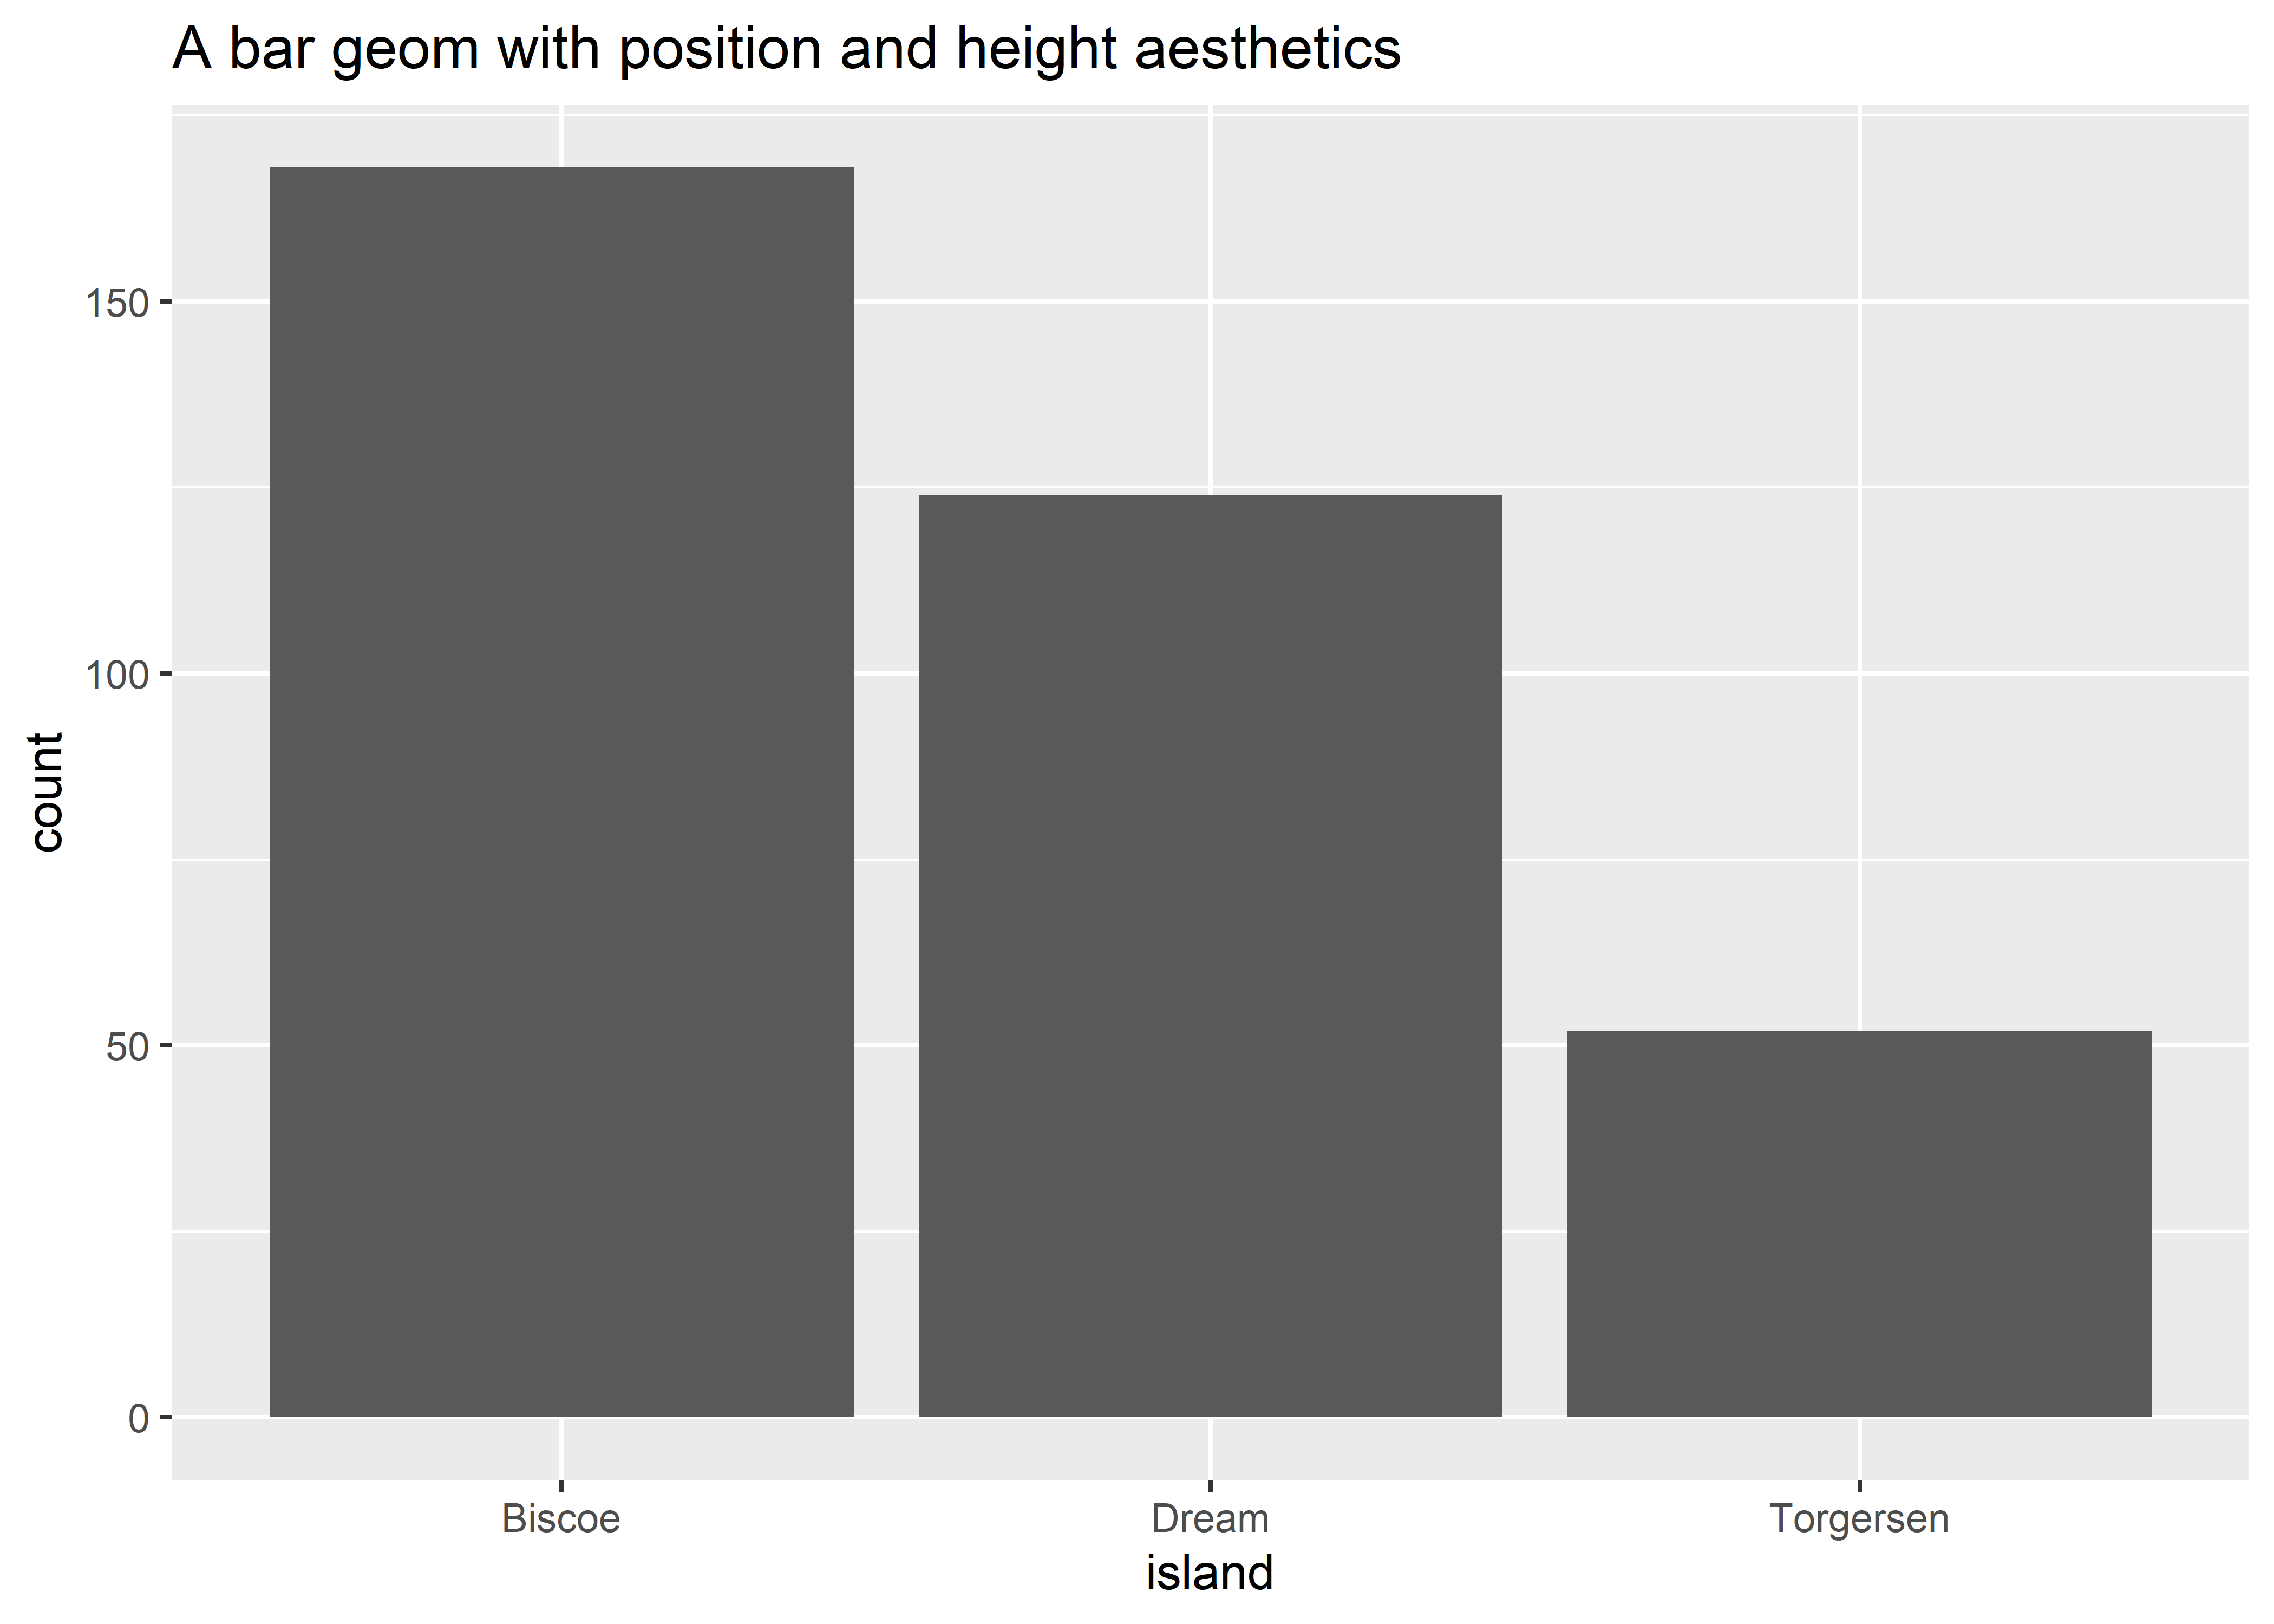 A bar geom with position and height aesthetics
150
100
50
0
count
Biscoe
Dream
Torgersen
island